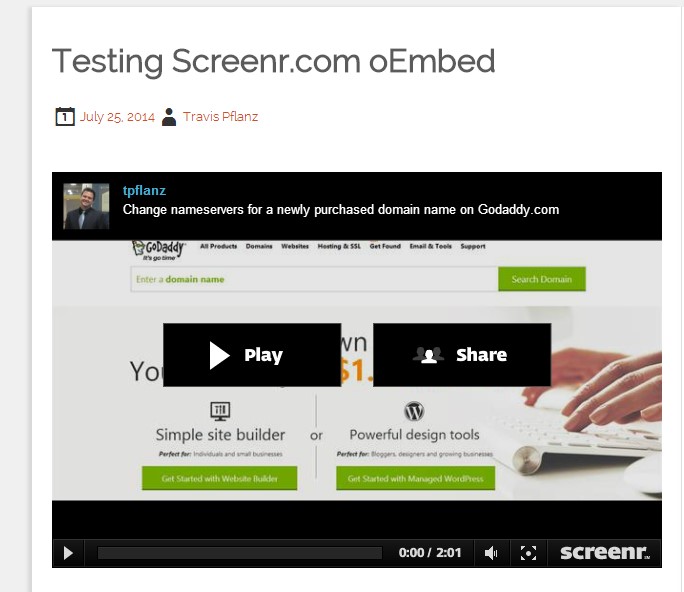 Testing Screenr.com oEmbed
1 July 25, 2014 Travis Pflanz
tpflanz
Change nameservers for a newly purchased domain name on Godaddy.com
GoDaddy
It's go time
All Products Domains Websites Hosting & SSL Get Found Email & Tools Support
Enter a domain name Search Domain
Play Share
$1.
Simple site builder or Powerful design tools
Perfect for: Individuals and small businesses Perfect for: Bloggers, designers and growing businesses
Get Started with Website Builder Get Started with Managed WordPress
0:00 / 2:01 screenr